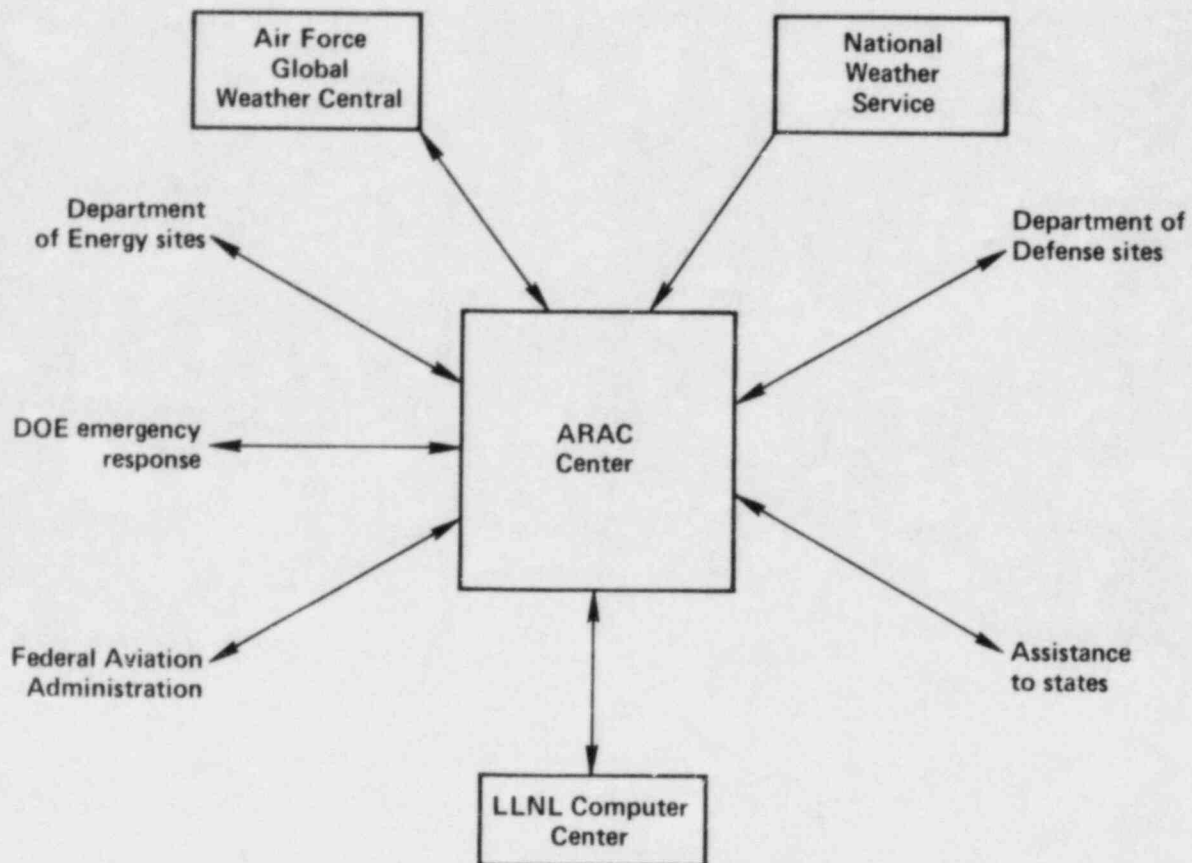 Air Force
Global
Weather Central
National
Weather
Service
Department
of Energy sites
Department of
Defense sites
DOE emergency
response
ARAC
Center
Federal Aviation
Administration
Assistance
to states
LLNL Computer
Center